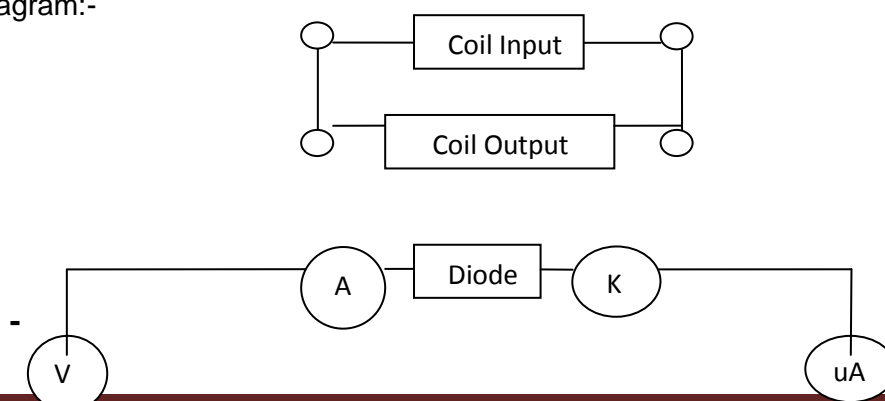 agram:-
Coil Input
Coil Output
A
Diode
K
-
V
uA